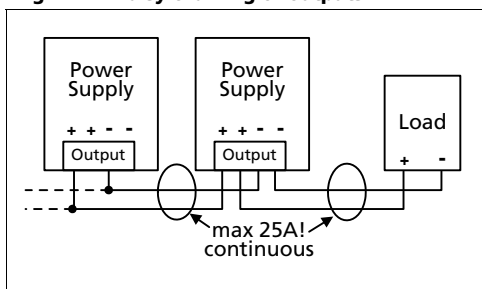 Power
Supply
+ + - -
Output
Power
Supply
+ + - -
Output
Load
+ -
max 25A!
continuous